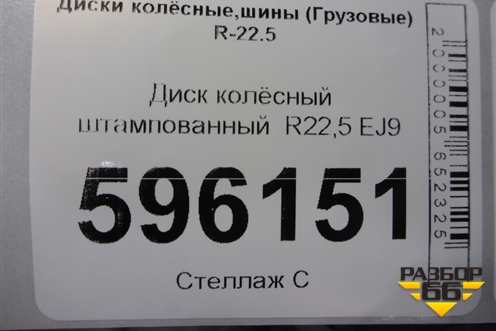 Диски колёсные,шины (Грузовые)
R-22.5
Диск колёсный
штампованный R22,5 EJ9
596151
Стеллаж С
2000005652325
РАЗБОР
66